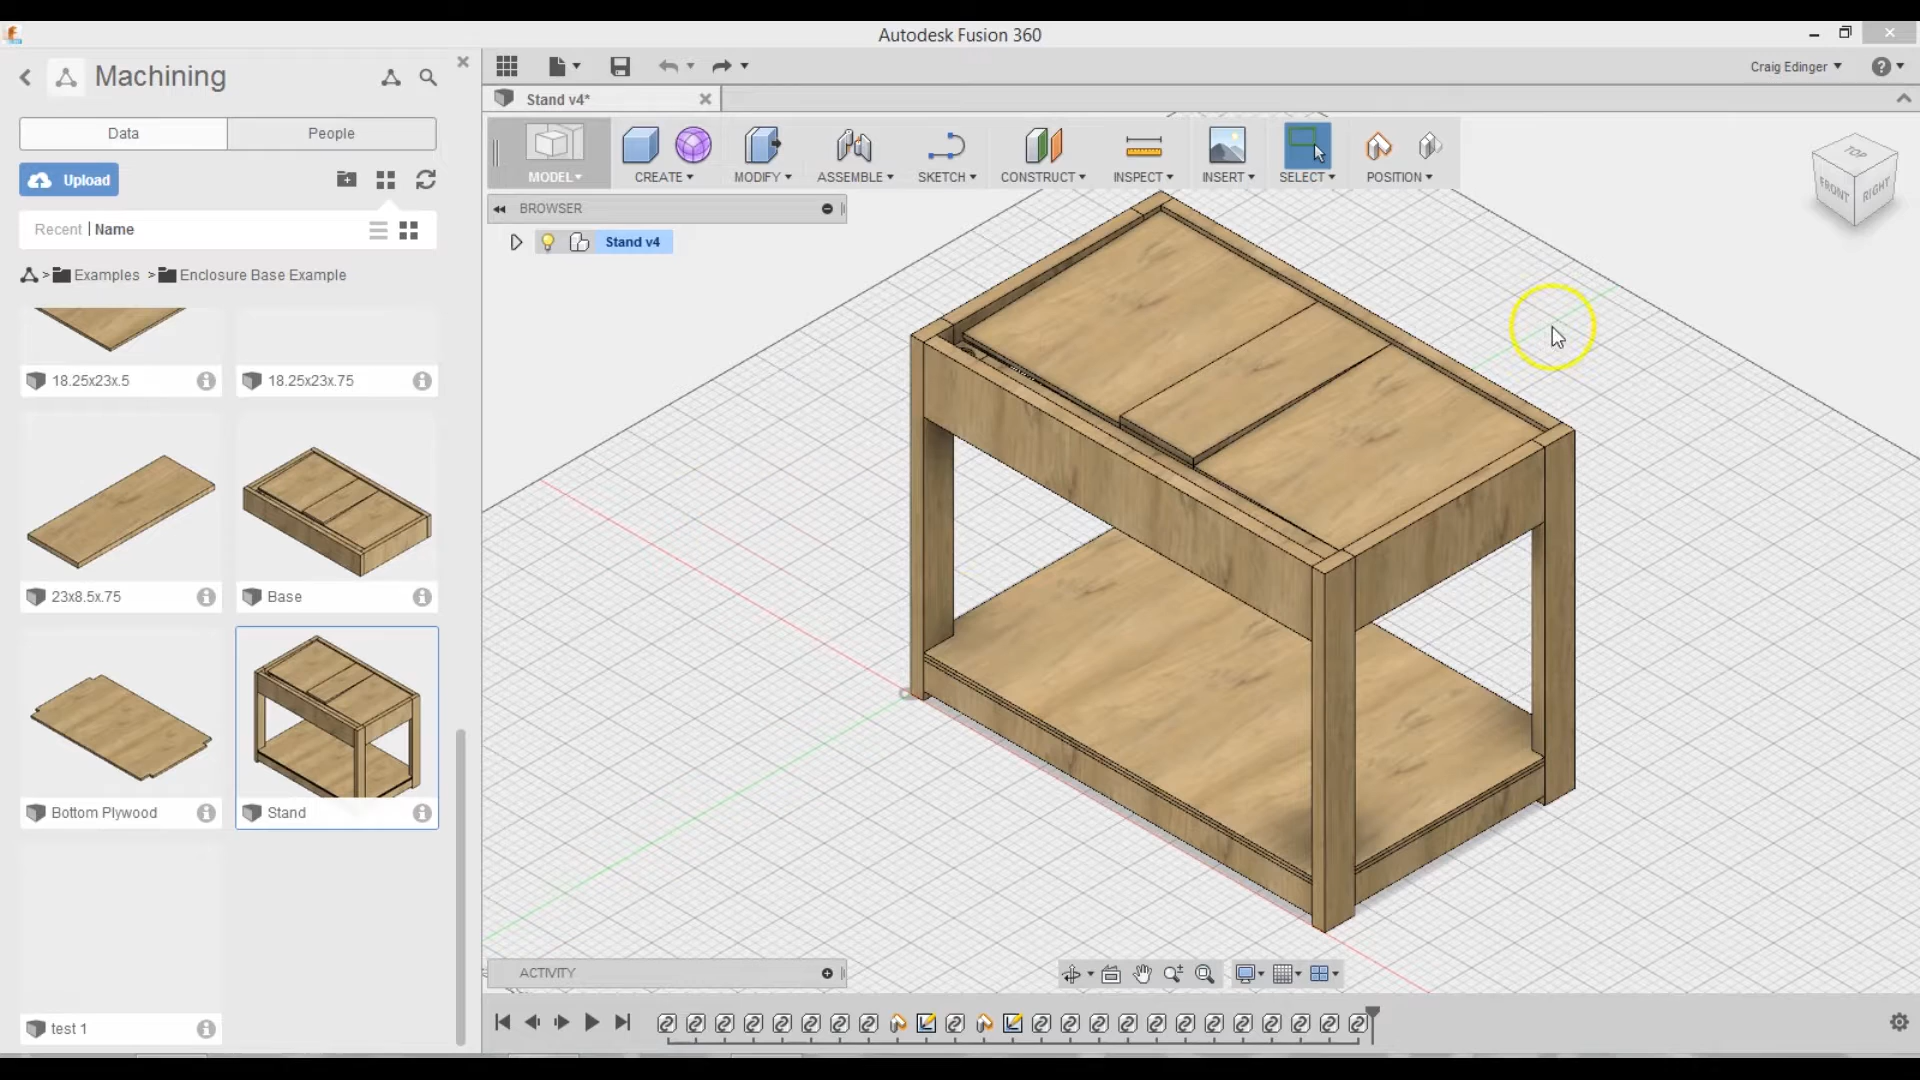 Autodesk Fusion 360
Machining
Craig Edinger
Stand v4*
Data
People
Upload
MODEL
CREATE
MODIFY
ASSEMBLE
SKETCH
CONSTRUCT
INSPECT
INSERT
SELECT
POSITION
TOP
FRONT
RIGHT
BROWSER
Recent | Name
Stand v4
> Examples > Enclosure Base Example
18.25x23x.5
18.25x23x.75
23x8.5x.75
Base
Bottom Plywood
Stand
test 1
ACTIVITY